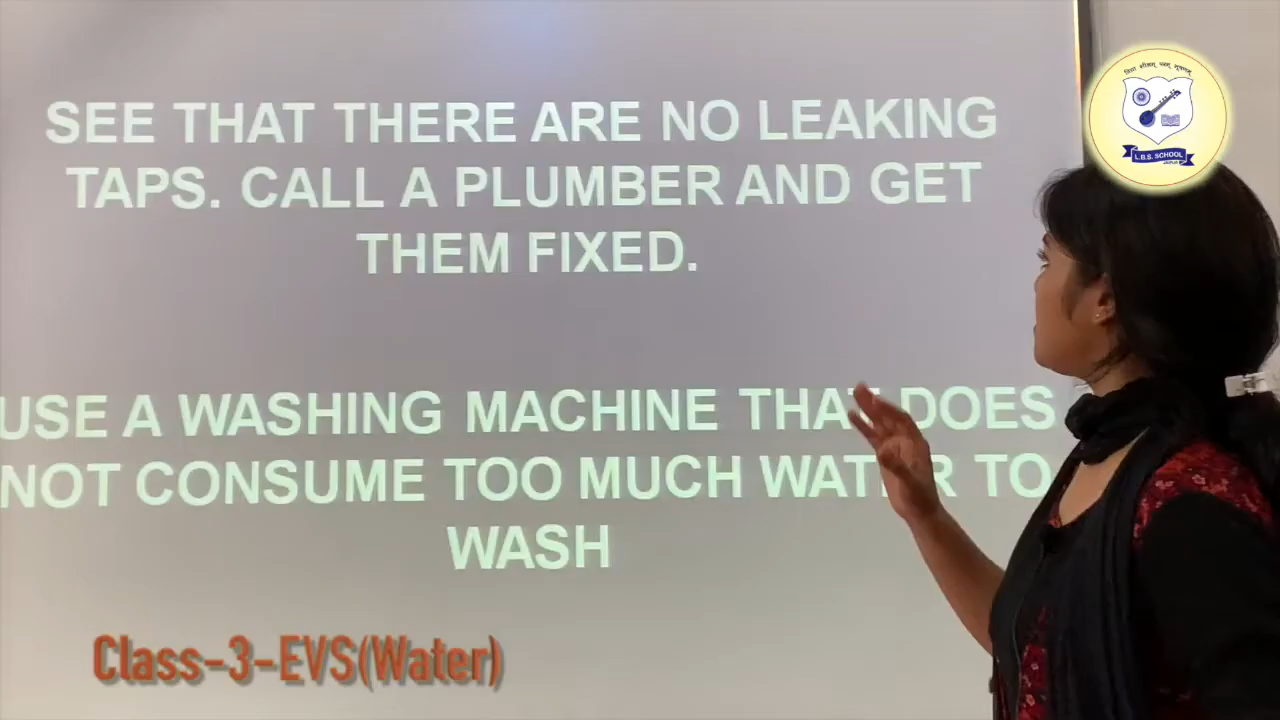 SEE THAT THERE ARE NO LEAKING
TAPS. CALL A PLUMBER AND GET
THEM FIXED.
USE A WASHING MACHINE THAT DOES
NOT CONSUME TOO MUCH WATER TO
WASH
Class-3-EVS(Water)
L.B.S. SCHOOL
JAIPUR